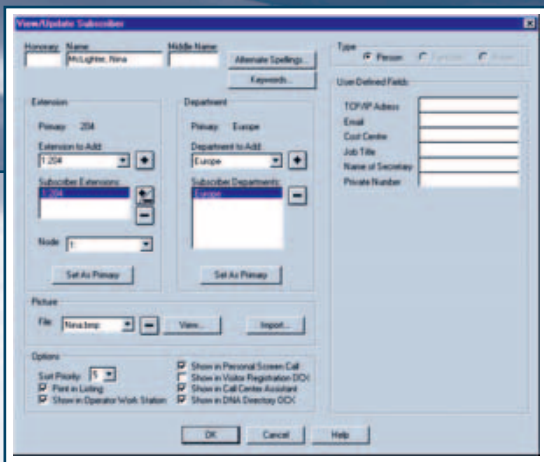 View/Update Subscriber
Honorary: Name: Middle Name:
McLighter, Nina
Alternate Spellings...
Keywords...
Type
Person
Extension
Primary: 204
Extension to Add:
1:204
Subscriber Extensions:
1:204
Node: 1
Set As Primary
Department
Primary: Europe
Department to Add:
Europe
Subscriber Departments:
Europe
Set As Primary
User-Defined Fields:
TCP/IP Adress
Email
Cost Centre
Job Title
Name of Secretary
Private Number
Picture
File: Nina.bmp View... Import...
Options
Sort Priority: 5
Print in Listing
Show in Operator Work Station
Show in Personal Screen Call
Show in Visitor Registration OCX
Show in Call Center Assistant
Show in DNA Directory OCX
OK Cancel Help